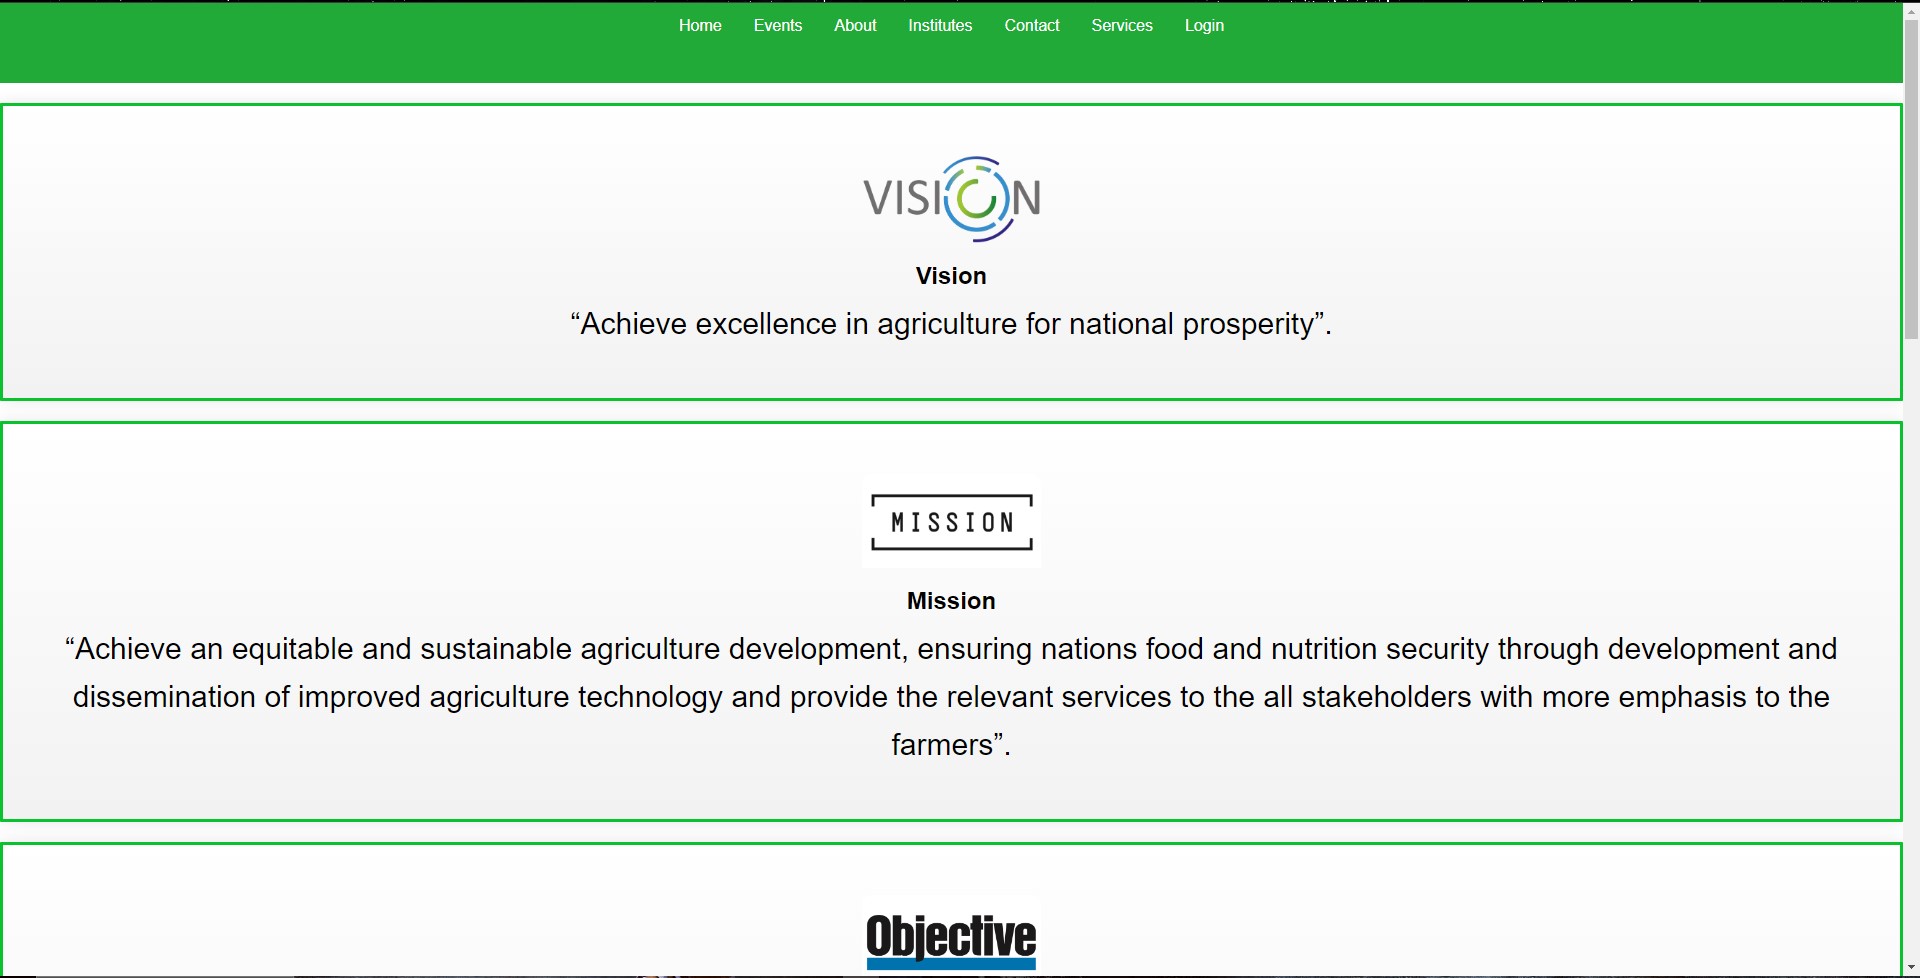 Home Events About Institutes Contact Services Login
VISION
Vision
“Achieve excellence in agriculture for national prosperity”.
MISSION
Mission
“Achieve an equitable and sustainable agriculture development, ensuring nations food and nutrition security through development and
dissemination of improved agriculture technology and provide the relevant services to the all stakeholders with more emphasis to the
farmers”.
Objective